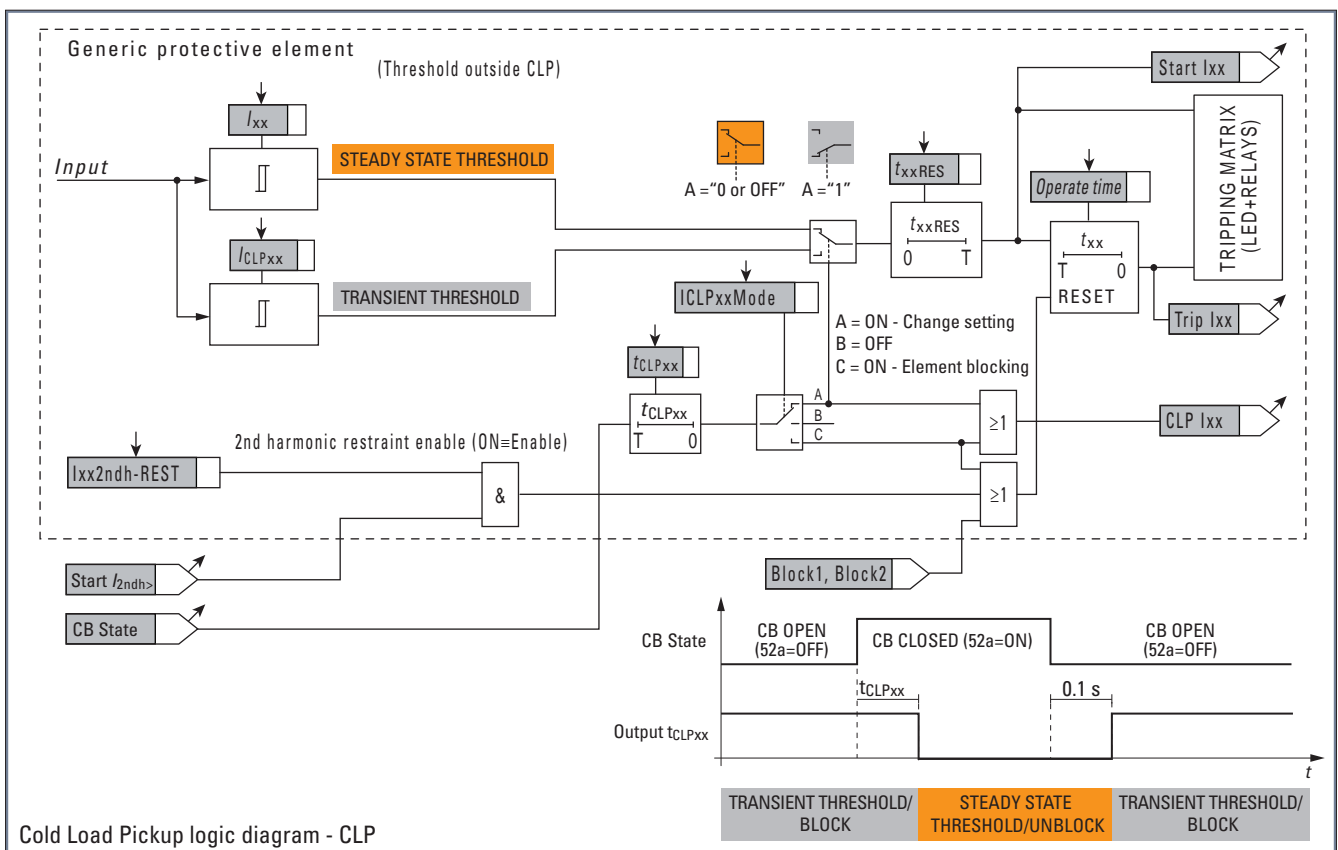 Generic protective element
(Threshold outside CLP)
Start Ixx
Ixx
Input
STEADY STATE THRESHOLD
A ="0 or OFF"
A ="1"
txxRES
Operate time
TRIPPING MATRIX
(LED+RELAYS)
txxRES
0 T
txx
T 0
RESET
ICLPxx
TRANSIENT THRESHOLD
ICLPxxMode
A = ON - Change setting
B = OFF
C = ON - Element blocking
Trip Ixx
tCLPxx
tCLPxx
T 0
A
B
C
≥1
CLP Ixx
2nd harmonic restraint enable (ON≡Enable)
Ixx2ndh-REST
&
≥1
Start I2ndh>
Block1, Block2
CB State
CB State
CB OPEN
(52a=OFF)
CB CLOSED (52a=ON)
CB OPEN
(52a=OFF)
tCLPxx
0.1 s
Output tCLPxx
t
TRANSIENT THRESHOLD/
BLOCK
STEADY STATE
THRESHOLD/UNBLOCK
TRANSIENT THRESHOLD/
BLOCK
Cold Load Pickup logic diagram - CLP